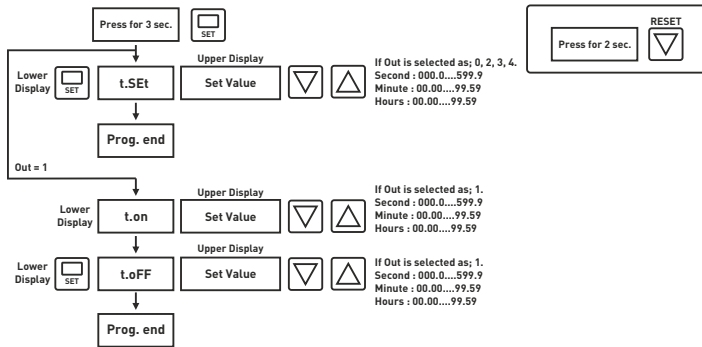 Press for 3 sec.
SET
RESET
Press for 2 sec.
Lower
Display
SET
t.SEt
Upper Display
Set Value
If Out is selected as; 0, 2, 3, 4.
Second : 000.0....599.9
Minute : 00.00....99.59
Hours : 00.00....99.59
Prog. end
Out = 1
Lower
Display
t.on
Upper Display
Set Value
If Out is selected as; 1.
Second : 000.0....599.9
Minute : 00.00....99.59
Hours : 00.00....99.59
Lower
Display
SET
t.oFF
Upper Display
Set Value
If Out is selected as; 1.
Second : 000.0....599.9
Minute : 00.00....99.59
Hours : 00.00....99.59
Prog. end